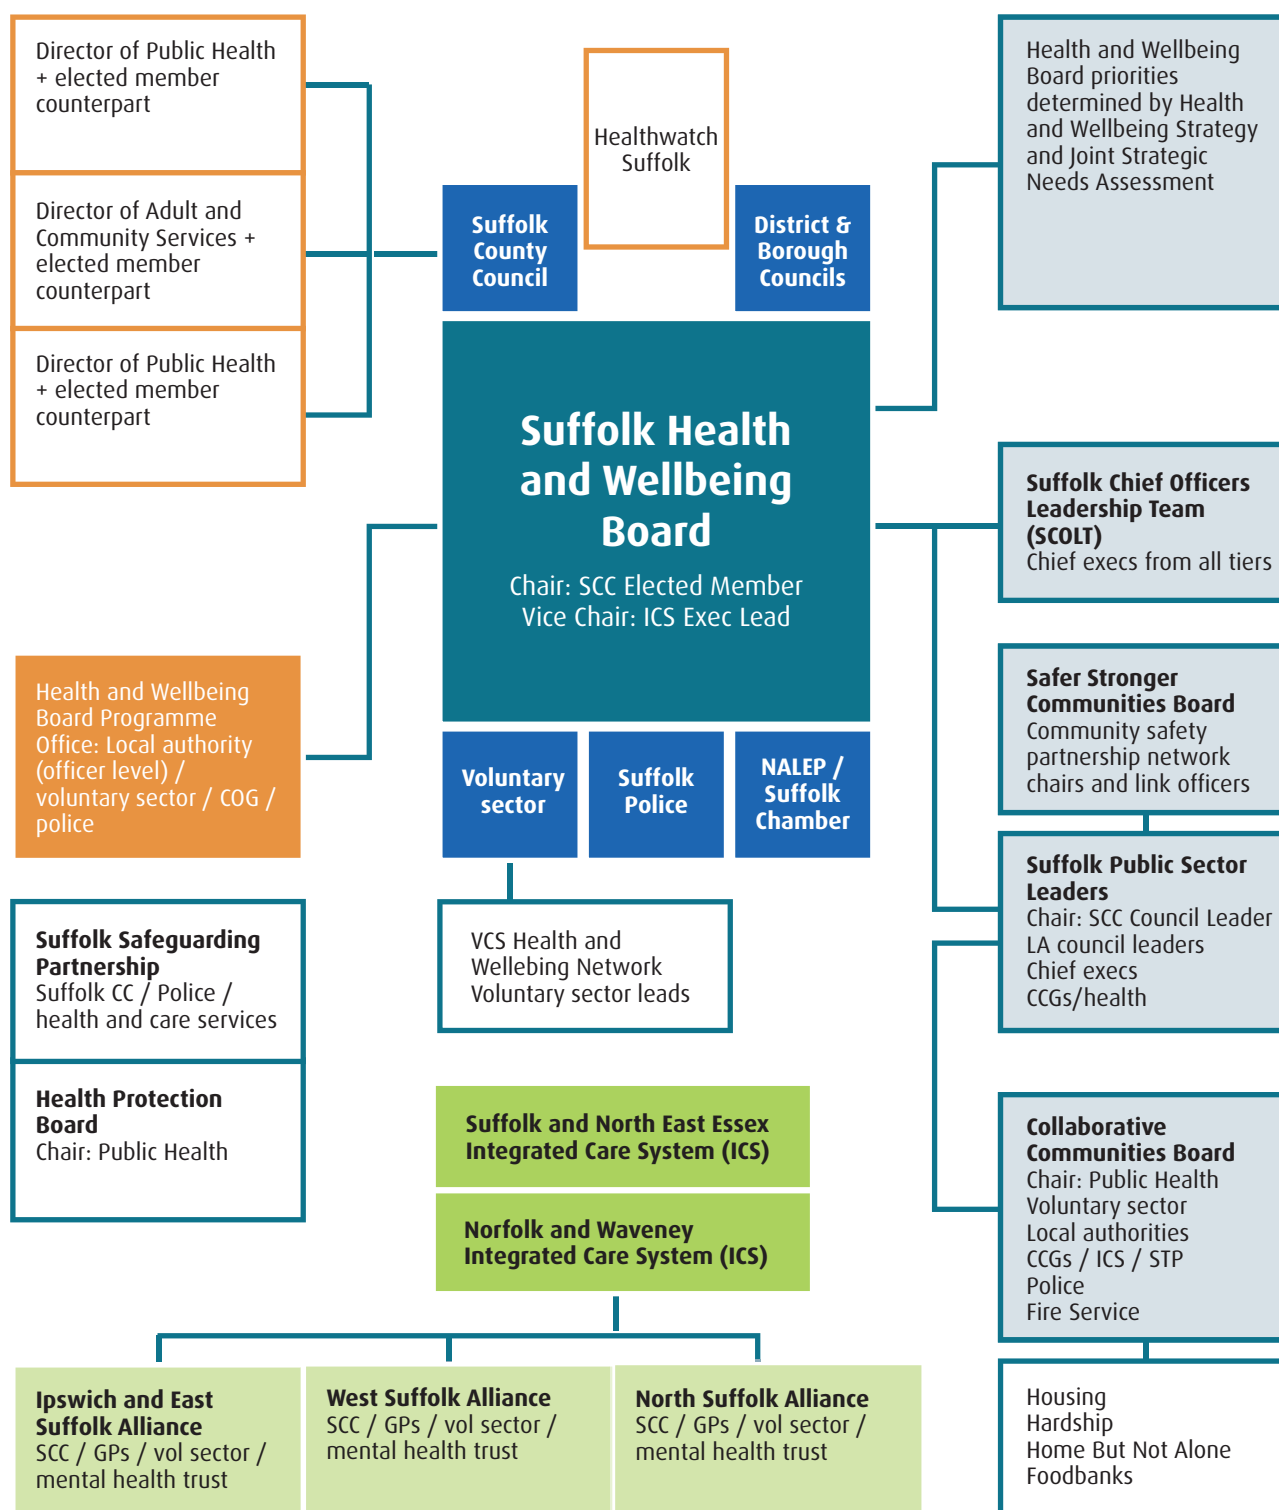 Director of Public Health
+ elected member
counterpart
Director of Adult and
Community Services +
elected member
counterpart
Director of Public Health
+ elected member
counterpart
Healthwatch
Suffolk
Suffolk
County
Council
District &
Borough
Councils
Health and Wellbeing
Board priorities
determined by Health
and Wellbeing Strategy
and Joint Strategic
Needs Assessment
Suffolk Health
and Wellbeing
Board
Chair: SCC Elected Member
Vice Chair: ICS Exec Lead
Suffolk Chief Officers
Leadership Team
(SCOLT)
Chief execs from all tiers
Health and Wellbeing
Board Programme
Office: Local authority
(officer level) /
voluntary sector / COG /
police
Voluntary
sector
Suffolk
Police
NALEP /
Suffolk
Chamber
Safer Stronger
Communities Board
Community safety
partnership network
chairs and link officers
Suffolk Public Sector
Leaders
Chair: SCC Council Leader
LA council leaders
Chief execs
CCGs/health
Suffolk Safeguarding
Partnership
Suffolk CC / Police /
health and care services
Health Protection
Board
Chair: Public Health
VCS Health and
Wellebing Network
Voluntary sector leads
Suffolk and North East Essex
Integrated Care System (ICS)
Norfolk and Waveney
Integrated Care System (ICS)
Collaborative
Communities Board
Chair: Public Health
Voluntary sector
Local authorities
CCGs / ICS / STP
Police
Fire Service
Ipswich and East
Suffolk Alliance
SCC / GPs / vol sector /
mental health trust
West Suffolk Alliance
SCC / GPs / vol sector /
mental health trust
North Suffolk Alliance
SCC / GPs / vol sector /
mental health trust
Housing
Hardship
Home But Not Alone
Foodbanks